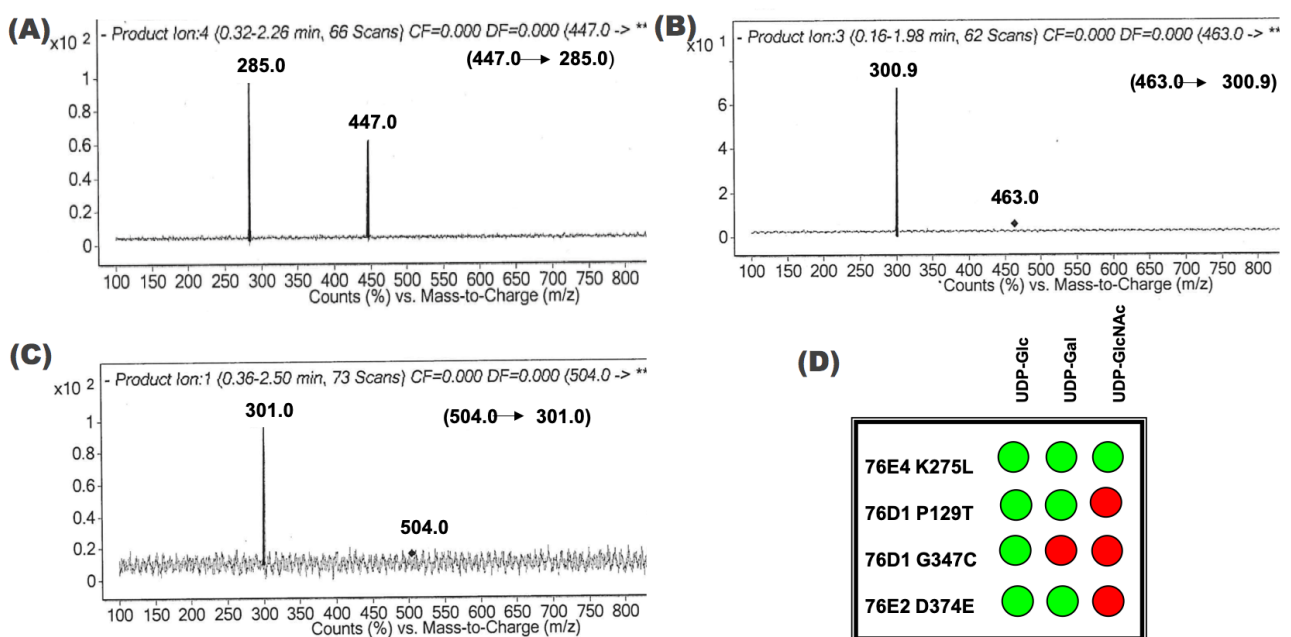 (A)
x10 2
- Product Ion:4 (0.32-2.26 min, 66 Scans) CF=0.000 DF=0.000 (447.0 -> **
(447.0 → 285.0)
285.0
447.0
1
0.8
0.6
0.4
0.2
0
100 150 200 250 300 350 400 450 500 550 600 650 700 750 800
Counts (%) vs. Mass-to-Charge (m/z)
(B)
x10 1
- Product Ion:3 (0.16-1.98 min, 62 Scans) CF=0.000 DF=0.000 (463.0 -> **
(463.0 → 300.9)
300.9
463.0
6
4
2
0
100 150 200 250 300 350 400 450 500 550 600 650 700 750 800
Counts (%) vs. Mass-to-Charge (m/z)
(C)
x10 2
- Product Ion:1 (0.36-2.50 min, 73 Scans) CF=0.000 DF=0.000 (504.0 -> **
(504.0 → 301.0)
301.0
504.0
1
0.8
0.6
0.4
0.2
0
100 150 200 250 300 350 400 450 500 550 600 650 700 750 800
Counts (%) vs. Mass-to-Charge (m/z)
(D)
UDP-Glc
UDP-Gal
UDP-GlcNAc
76E4 K275L
76D1 P129T
76D1 G347C
76E2 D374E